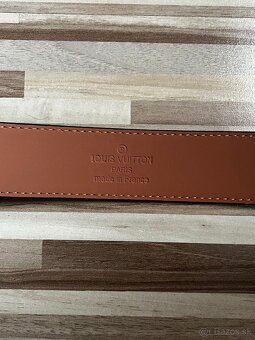 ®
LOUIS VUITTON
PARIS
made in France
Bazos.sk